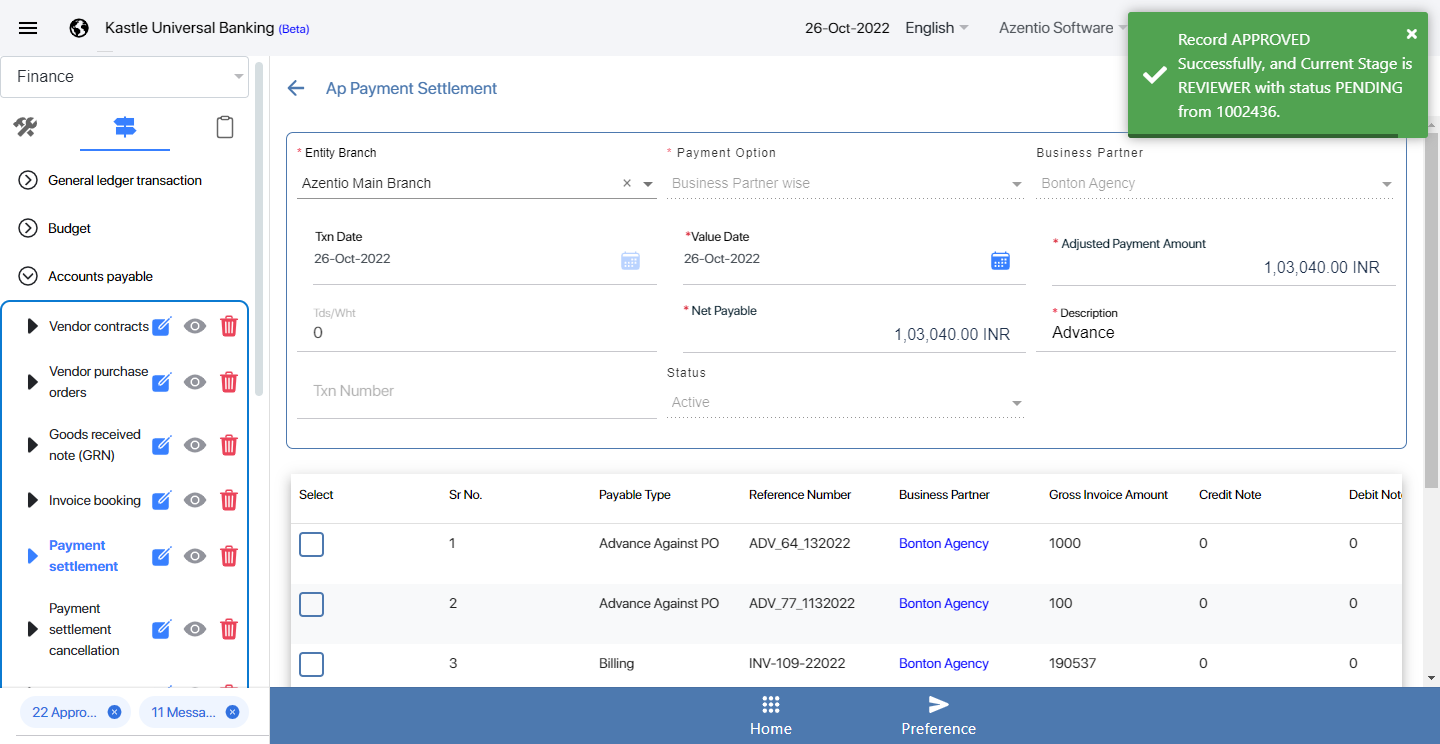 Kastle Universal Banking (Beta)
26-Oct-2022
English
Azentio Software
Record APPROVED
Successfully, and Current Stage is
REVIEWER with status PENDING
from 1002436.
Finance
Ap Payment Settlement
General ledger transaction
Budget
Accounts payable
Vendor contracts
Vendor purchase
orders
Goods received
note (GRN)
Invoice booking
Payment
settlement
Payment
settlement
cancellation
22 Appro...
11 Messa...
* Entity Branch
* Payment Option
Business Partner
Azentio Main Branch
Business Partner wise
Bonton Agency
Txn Date
*Value Date
* Adjusted Payment Amount
26-Oct-2022
26-Oct-2022
1,03,040.00 INR
Tds/Wht
* Net Payable
* Description
0
1,03,040.00 INR
Advance
Txn Number
Status
Active
Select Sr No. Payable Type Reference Number Business Partner Gross Invoice Amount Credit Note Debit Not
1 Advance Against PO ADV_64_132022 Bonton Agency 1000 0 0
2 Advance Against PO ADV_77_1132022 Bonton Agency 100 0 0
3 Billing INV-109-22022 Bonton Agency 190537 0 0
Home
Preference